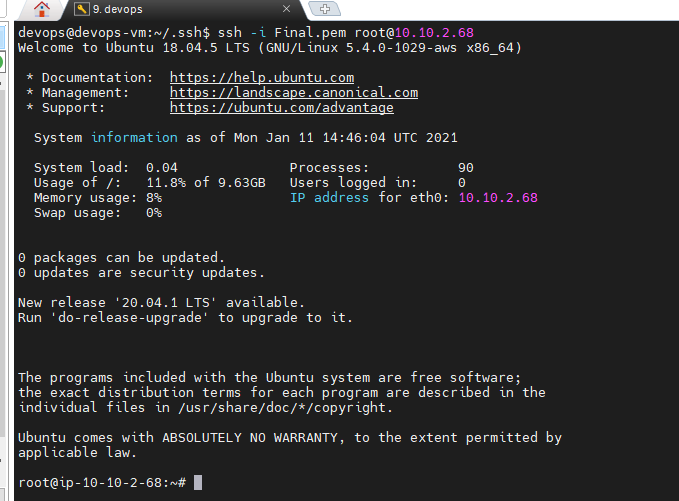 9. devops
devops@devops-vm:~/.ssh$ ssh -i Final.pem root@10.10.2.68
Welcome to Ubuntu 18.04.5 LTS (GNU/Linux 5.4.0-1029-aws x86_64)
* Documentation: https://help.ubuntu.com
* Management: https://landscape.canonical.com
* Support: https://ubuntu.com/advantage
System information as of Mon Jan 11 14:46:04 UTC 2021
System load: 0.04 Processes: 90
Usage of /: 11.8% of 9.63GB Users logged in: 0
Memory usage: 8% IP address for eth0: 10.10.2.68
Swap usage: 0%
0 packages can be updated.
0 updates are security updates.
New release '20.04.1 LTS' available.
Run 'do-release-upgrade' to upgrade to it.
The programs included with the Ubuntu system are free software;
the exact distribution terms for each program are described in the
individual files in /usr/share/doc/*/copyright.
Ubuntu comes with ABSOLUTELY NO WARRANTY, to the extent permitted by
applicable law.
root@ip-10-10-2-68:~#